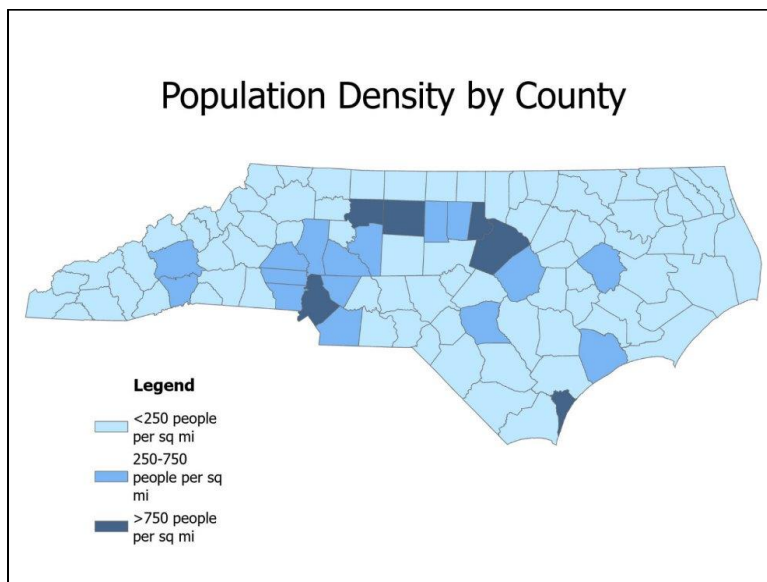 Population Density by County
Legend
<250 people
per sq mi
250-750
people per sq
mi
>750 people
per sq mi